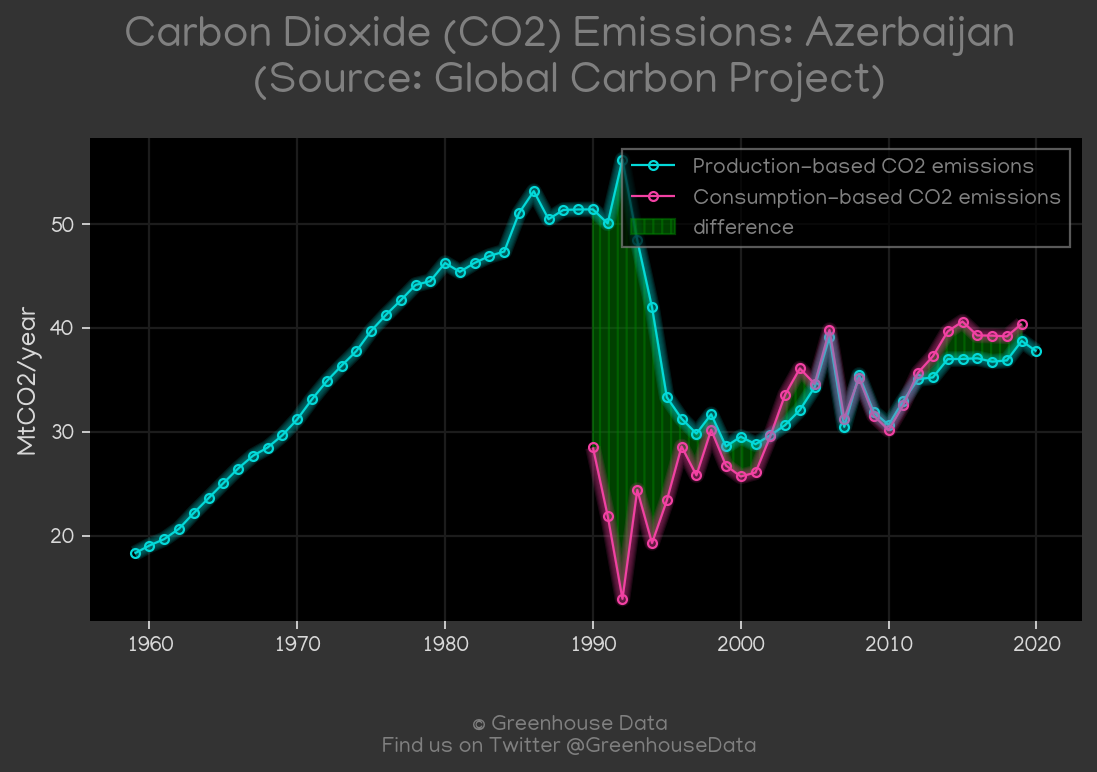 Carbon Dioxide (CO2) Emissions: Azerbaijan
(Source: Global Carbon Project)
Production-based CO2 emissions
Consumption-based CO2 emissions
difference
MtCO2/year
50
40
30
20
1960 1970 1980 1990 2000 2010 2020
© Greenhouse Data
Find us on Twitter @GreenhouseData